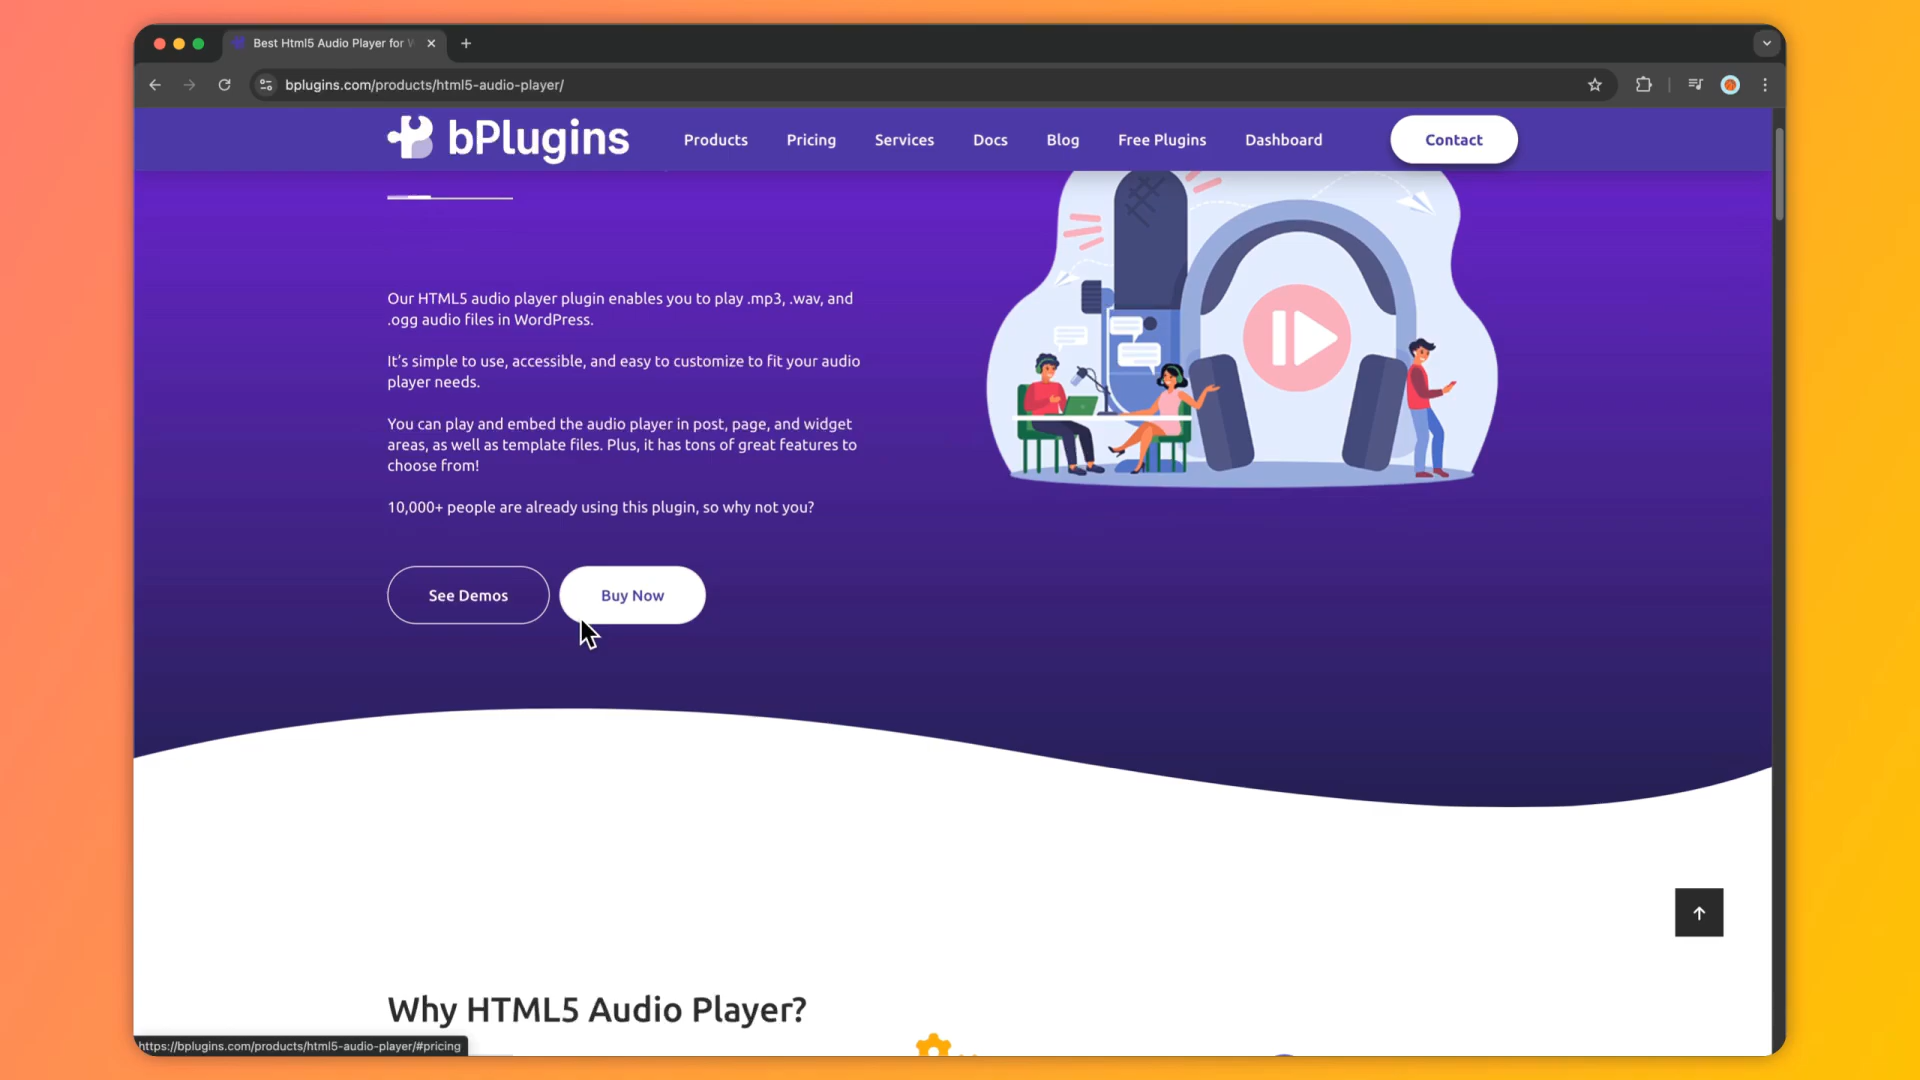 Best Html5 Audio Player for W
bplugins.com/products/html5-audio-player/
bPlugins
Products
Pricing
Services
Docs
Blog
Free Plugins
Dashboard
Contact
Our HTML5 audio player plugin enables you to play .mp3, .wav, and
.ogg audio files in WordPress.
It's simple to use, accessible, and easy to customize to fit your audio
player needs.
You can play and embed the audio player in post, page, and widget
areas, as well as template files. Plus, it has tons of great features to
choose from!
10,000+ people are already using this plugin, so why not you?
See Demos
Buy Now
Why HTML5 Audio Player?
https://bplugins.com/products/html5-audio-player/#pricing